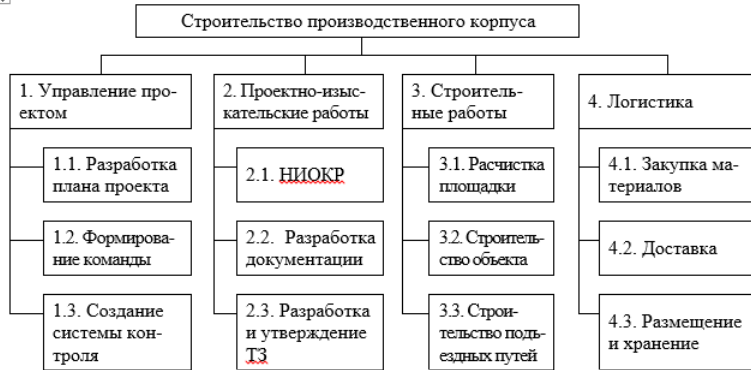 Строительство производственного корпуса
1. Управление про-
ектом
1.1. Разработка
плана проекта
1.2. Формирова-
ние команды
1.3. Создание
системы кон-
троля
2. Проектно-изыс-
кательские работы
2.1. НИОКР
2.2. Разработка
документации
2.3. Разработка
и утверждение
ТЗ
3. Строитель-
ные работы
3.1. Расчистка
площадки
3.2. Строитель-
ство объекта
3.3. Строи-
тельство подъ-
ездных путей
4. Логистика
4.1. Закупка ма-
териалов
4.2. Доставка
4.3. Размещение
и хранение